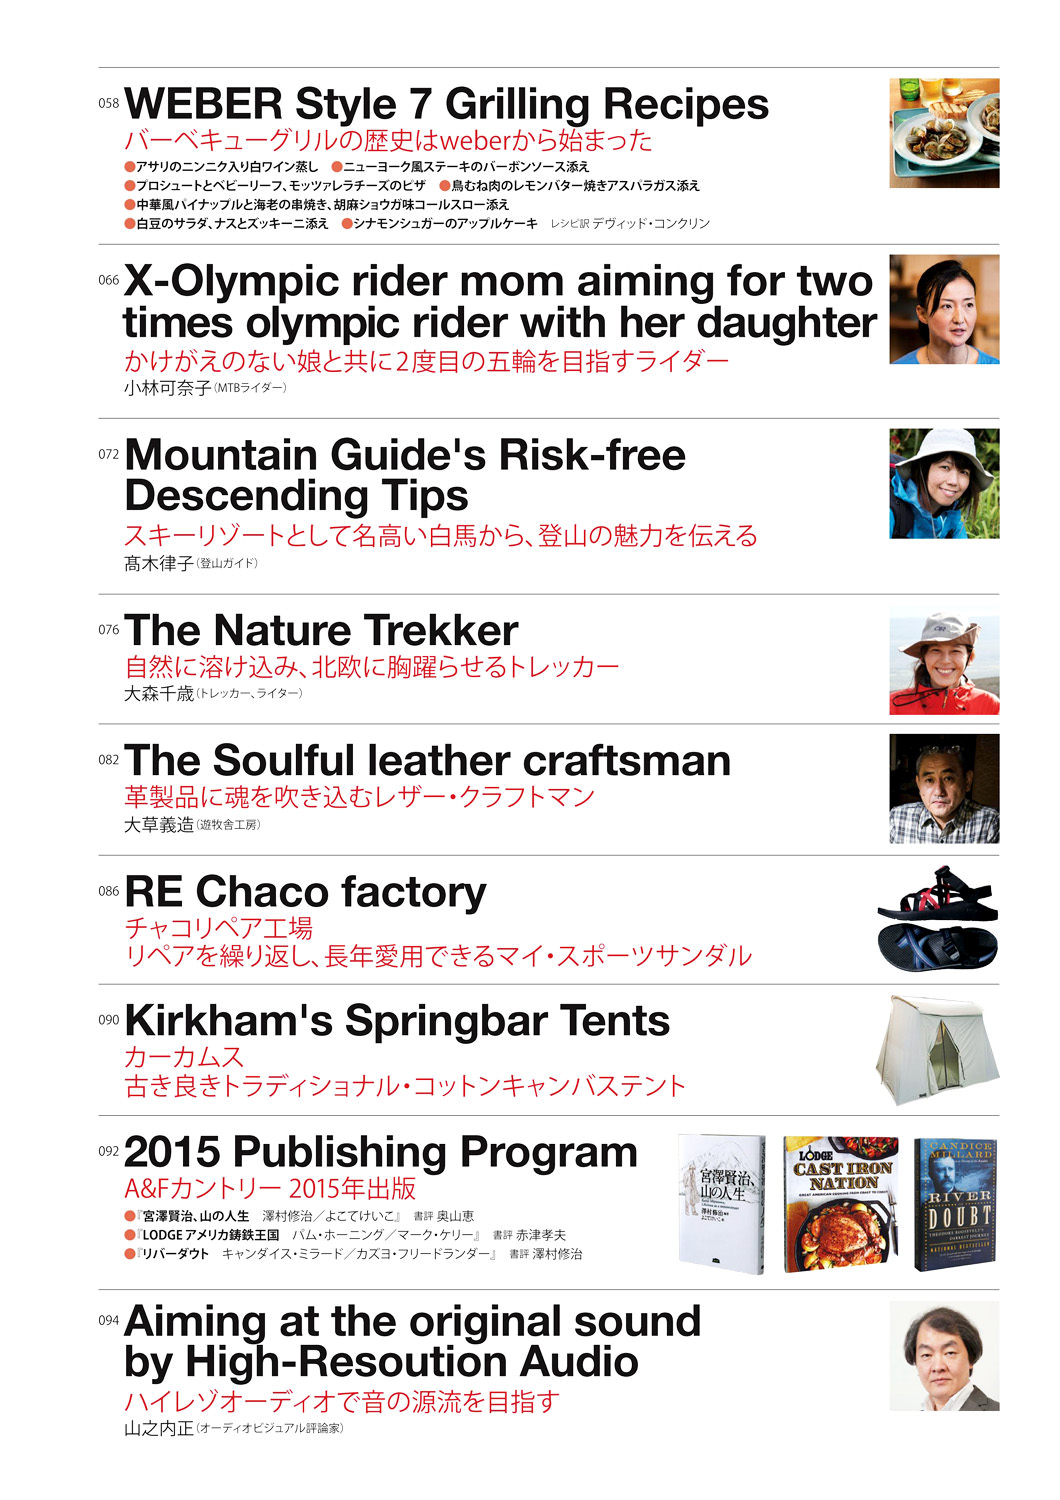 058 WEBER Style 7 Grilling Recipes
バーベキューグリルの歴史はweberから始まった
●アサリのニンニク入り白ワイン蒸し ●ニューヨーク風ステーキのバーボンソース添え
●プロシュートとベビーリーフ、モッツァレラチーズのピザ ●鳥むね肉のレモンバター焼きアスパラガス添え
●中華風パイナップルと海老の串焼き、胡麻ショウガ味コールスロー添え
●白豆のサラダ、ナスとズッキーニ添え ●シナモンシュガーのアップルケーキ レシピ訳 デヴィッド・コンクリン
066 X-Olympic rider mom aiming for two
times olympic rider with her daughter
かけがえのない娘と共に2度目の五輪を目指すライダー
小林可奈子(MTBライダー)
072 Mountain Guide's Risk-free
Descending Tips
スキーリゾートとして名高い白馬から、登山の魅力を伝える
髙木律子(登山ガイド)
076 The Nature Trekker
自然に溶け込み、北欧に胸躍らせるトレッカー
大森千歳(トレッカー、ライター)
082 The Soulful leather craftsman
革製品に魂を吹き込むレザー・クラフトマン
大草義造(遊牧舎工房)
086 RE Chaco factory
チャコリペア工場
リペアを繰り返し、長年愛用できるマイ・スポーツサンダル
090 Kirkham's Springbar Tents
カーカムス
古き良きトラディショナル・コットンキャンバステント
092 2015 Publishing Program
A&Fカントリー 2015年出版
●『宮澤賢治、山の人生 澤村修治／よこてけいこ』 書評 奥山恵
●『LODGE アメリカ鋳鉄王国 パム・ホーニング／マーク・ケリー』 書評 赤津孝夫
●『リバーダウト キャンダイス・ミラード／カズヨ・フリードランダー』 書評 澤村修治
宮澤賢治、
山の人生
澤村修治
よこてけいこ
LODGE
CAST IRON
NATION
GREAT AMERICAN COOKING FROM COAST TO COAST
CANDICE
MILLARD
RIVER
DOUBT
THEODORE ROOSEVELT'S
DARKEST JOURNEY
NATIONAL BESTSELLER
094 Aiming at the original sound
by High-Resoution Audio
ハイレゾオーディオで音の源流を目指す
山之内正(オーディオビジュアル評論家)